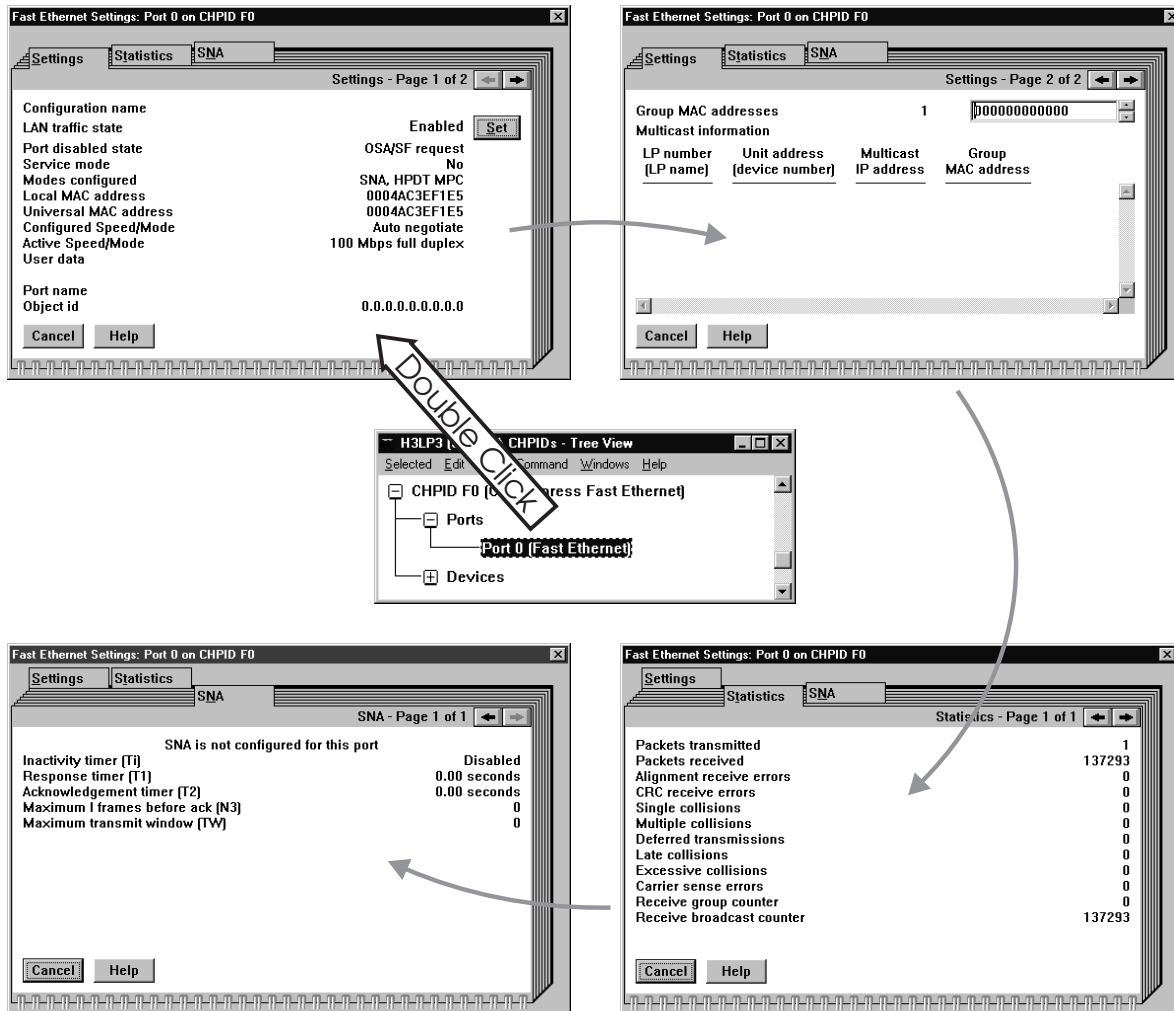 Fast Ethernet Settings: Port 0 on CHPID F0
Settings Statistics SNA
Settings - Page 1 of 2
Configuration name
LAN traffic state Enabled Set
Port disabled state OSA/SF request
Service mode No
Modes configured SNA, HPDT MPC
Local MAC address 0004AC3EF1E5
Universal MAC address 0004AC3EF1E5
Configured Speed/Mode Auto negotiate
Active Speed/Mode 100 Mbps full duplex
User data
Port name
Object id 0.0.0.0.0.0.0.0.0
Cancel Help
Fast Ethernet Settings: Port 0 on CHPID F0
Settings Statistics SNA
Settings - Page 2 of 2
Group MAC addresses 1 000000000000
Multicast information
LP number Unit address Multicast Group
(LP name) (device number) IP address MAC address
Cancel Help
Double Click
H3LP3 CHPIDs - Tree View
Selected Edit Command Windows Help
CHPID F0 Fast Ethernet)
Ports
Port 0 (Fast Ethernet)
Devices
Fast Ethernet Settings: Port 0 on CHPID F0
Settings Statistics
SNA
SNA - Page 1 of 1
SNA is not configured for this port
Inactivity timer (Ti) Disabled
Response timer (T1) 0.00 seconds
Acknowledgement timer (T2) 0.00 seconds
Maximum I frames before ack (N3) 0
Maximum transmit window (TW) 0
Cancel Help
Fast Ethernet Settings: Port 0 on CHPID F0
Settings
Statistics SNA
Statistics - Page 1 of 1
Packets transmitted 1
Packets received 137293
Alignment receive errors 0
CRC receive errors 0
Single collisions 0
Multiple collisions 0
Deferred transmissions 0
Late collisions 0
Excessive collisions 0
Carrier sense errors 0
Receive group counter 0
Receive broadcast counter 137293
Cancel Help